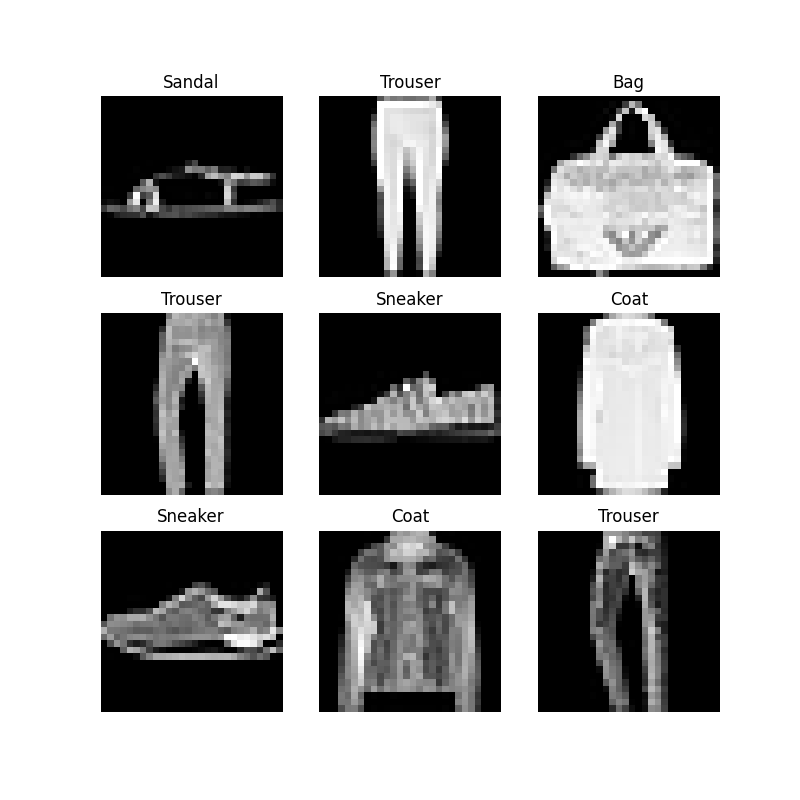 Sandal
Trouser
Bag
Trouser
Sneaker
Coat
Sneaker
Coat
Trouser